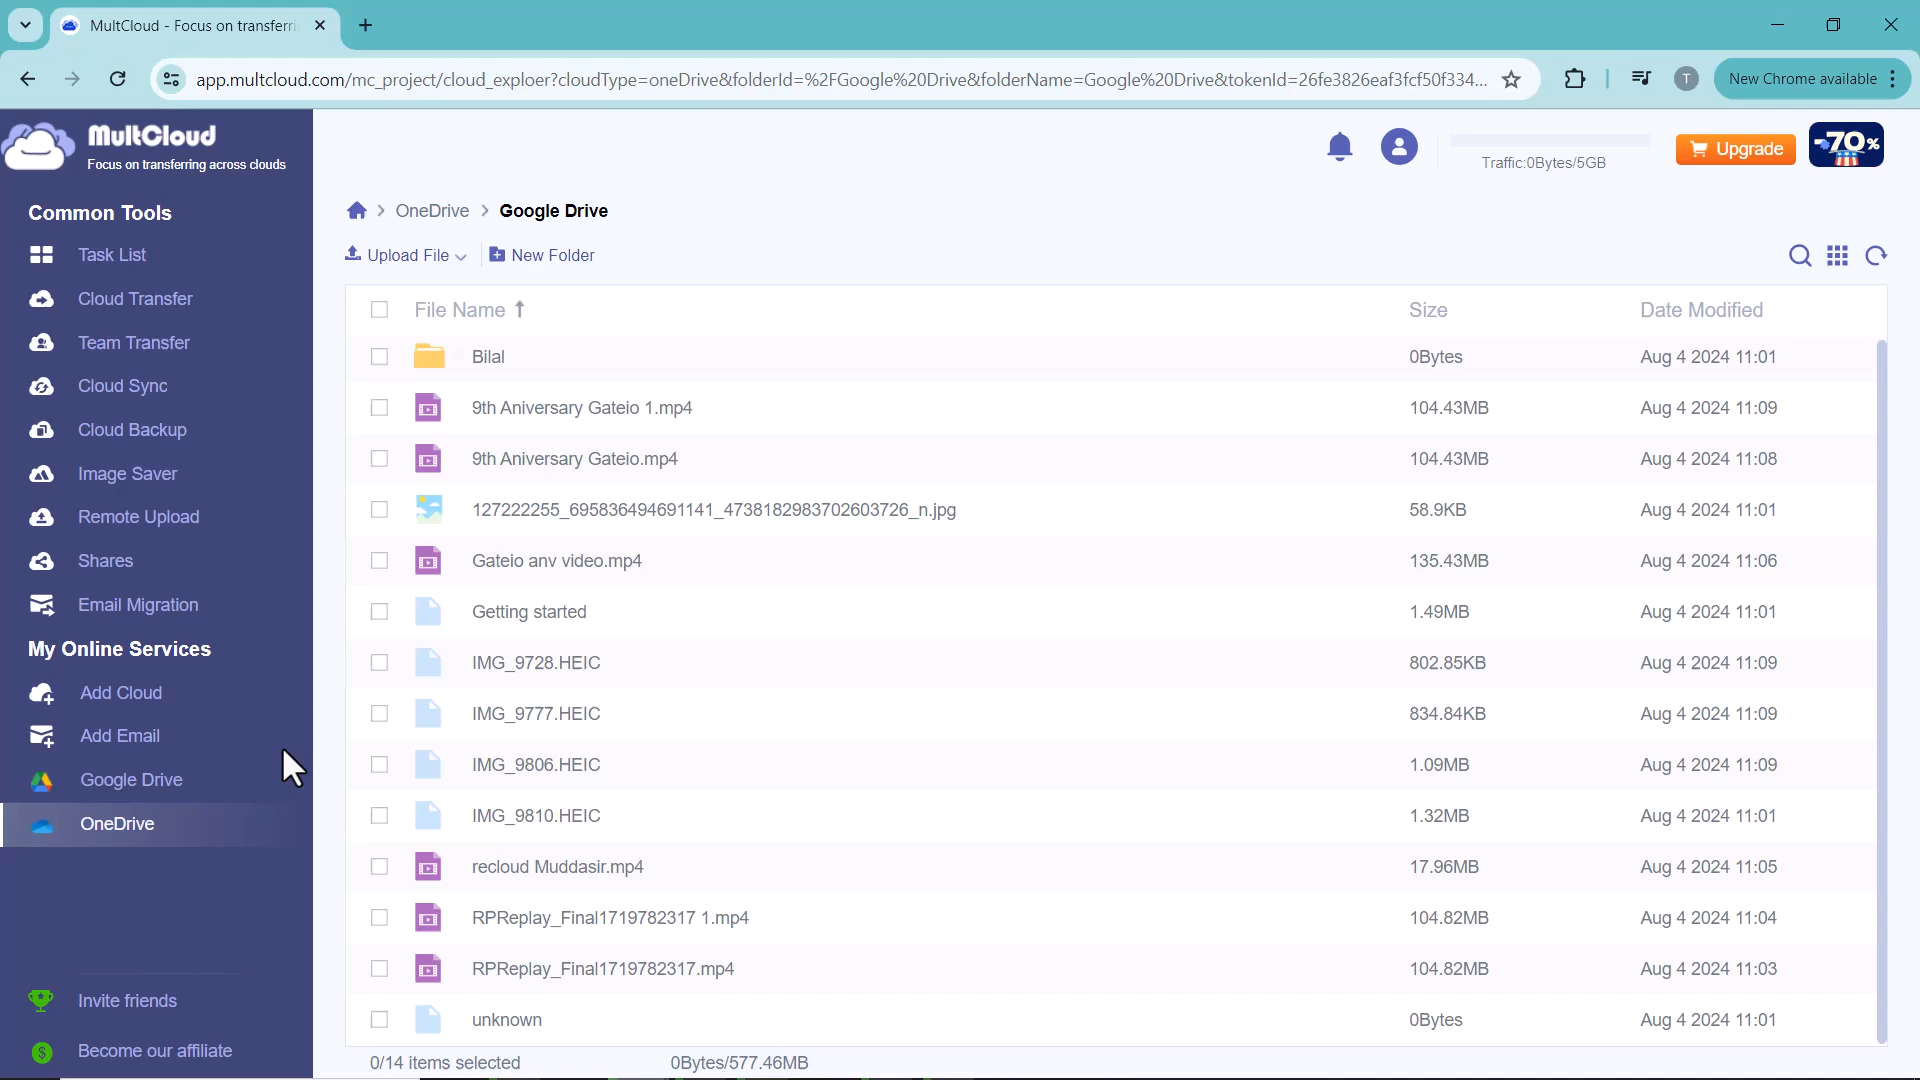 MultCloud - Focus on transferri
app.multcloud.com/mc_project/cloud_exploer?cloudType=oneDrive&folderId=%2FGoogle%20Drive&folderName=Google%20Drive&tokenId=26fe3826eaf3fcf50f334...
T
New Chrome available
MultCloud
Focus on transferring across clouds
Traffic:0Bytes/5GB
Upgrade
-70%
Common Tools
Task List
Cloud Transfer
Team Transfer
Cloud Sync
Cloud Backup
Image Saver
Remote Upload
Shares
Email Migration
My Online Services
Add Cloud
Add Email
Google Drive
OneDrive
Invite friends
Become our affiliate
OneDrive > Google Drive
Upload File New Folder
File Name Size Date Modified
Bilal 0Bytes Aug 4 2024 11:01
9th Aniversary Gateio 1.mp4 104.43MB Aug 4 2024 11:09
9th Aniversary Gateio.mp4 104.43MB Aug 4 2024 11:08
127222255_695836494691141_4738182983702603726_n.jpg 58.9KB Aug 4 2024 11:01
Gateio anv video.mp4 135.43MB Aug 4 2024 11:06
Getting started 1.49MB Aug 4 2024 11:01
IMG_9728.HEIC 802.85KB Aug 4 2024 11:09
IMG_9777.HEIC 834.84KB Aug 4 2024 11:09
IMG_9806.HEIC 1.09MB Aug 4 2024 11:09
IMG_9810.HEIC 1.32MB Aug 4 2024 11:01
recloud Muddasir.mp4 17.96MB Aug 4 2024 11:05
RPReplay_Final1719782317 1.mp4 104.82MB Aug 4 2024 11:04
RPReplay_Final1719782317.mp4 104.82MB Aug 4 2024 11:03
unknown 0Bytes Aug 4 2024 11:01
0/14 items selected 0Bytes/577.46MB